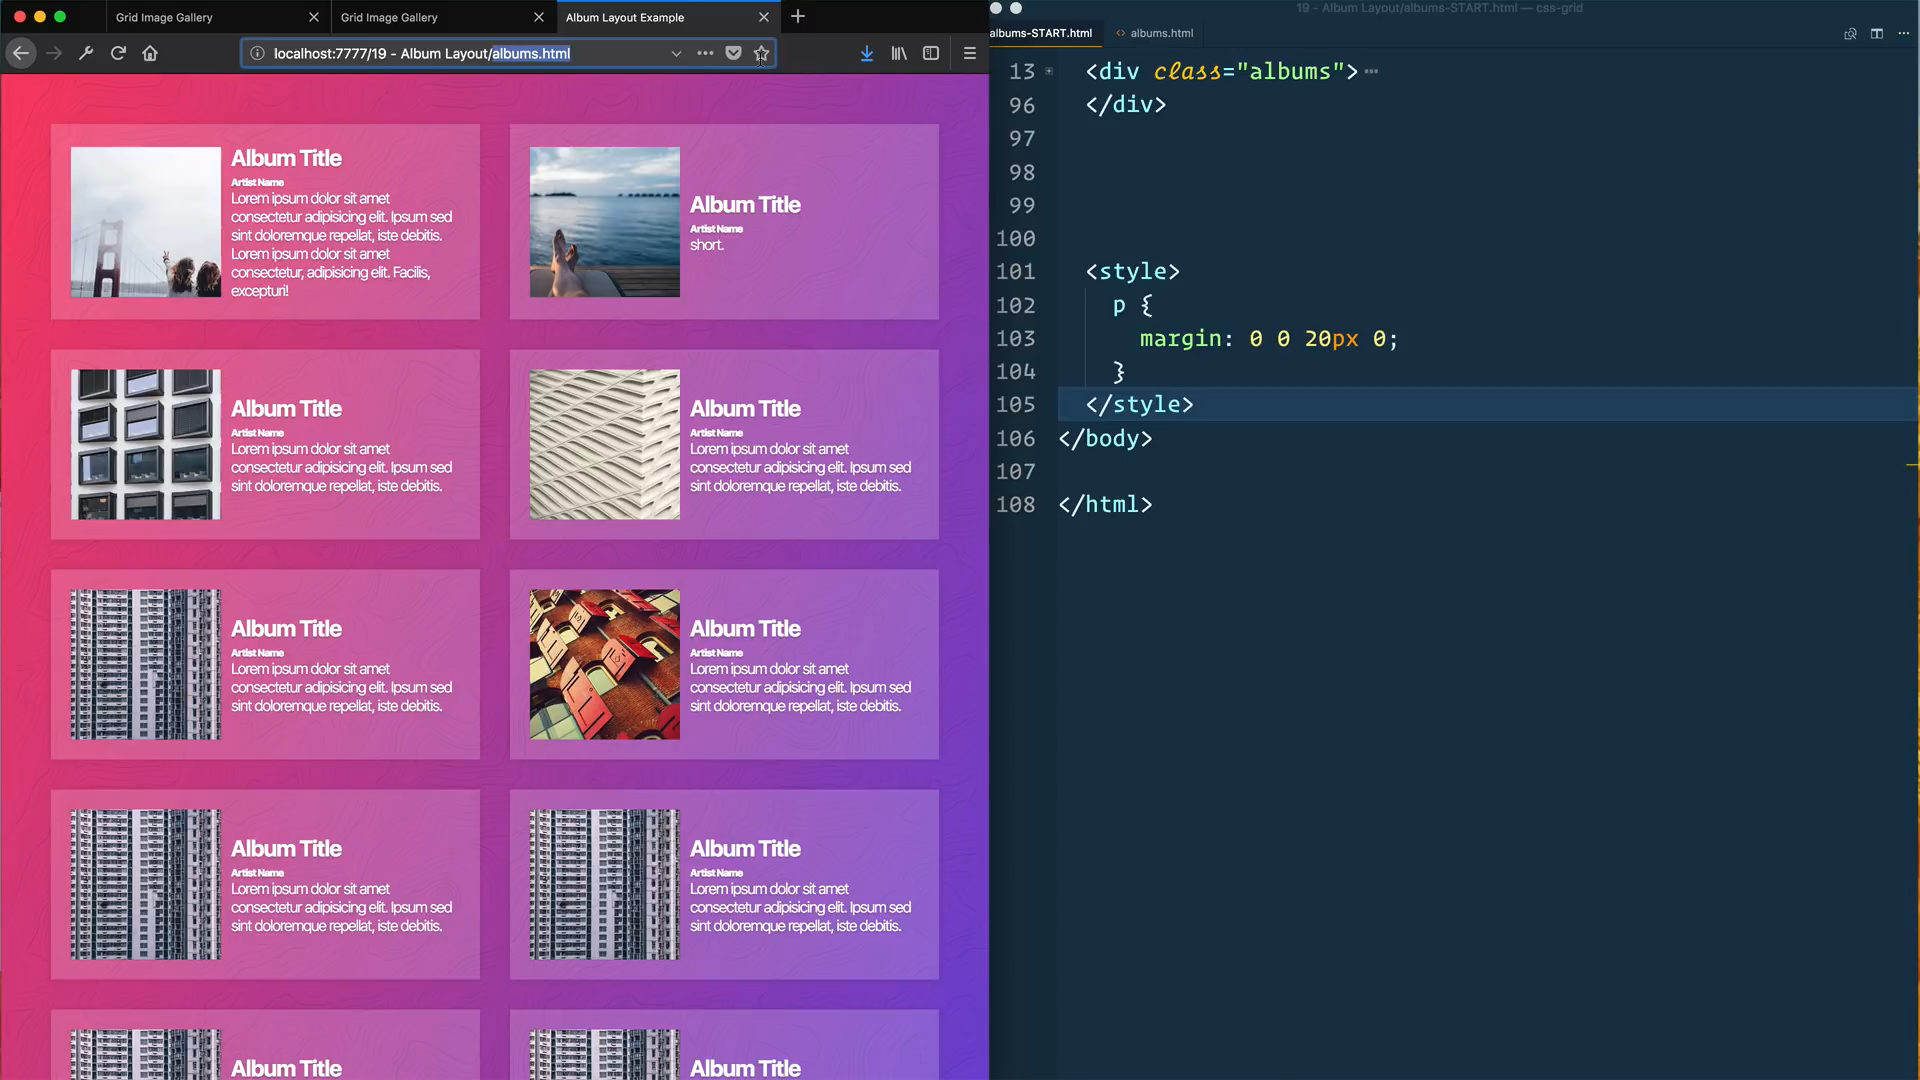 Grid Image Gallery
Grid Image Gallery
Album Layout Example
localhost:7777/19 - Album Layout/albums.html
Album Title
Artist Name
Lorem ipsum dolor sit amet
consectetur adipisicing elit. Ipsum sed
sint doloremque repellat, iste debitis.
Lorem ipsum dolor sit amet
consectetur, adipisicing elit. Facilis,
excepturi!
Album Title
Artist Name
short.
Album Title
Artist Name
Lorem ipsum dolor sit amet
consectetur adipisicing elit. Ipsum sed
sint doloremque repellat, iste debitis.
Album Title
Artist Name
Lorem ipsum dolor sit amet
consectetur adipisicing elit. Ipsum sed
sint doloremque repellat, iste debitis.
Album Title
Artist Name
Lorem ipsum dolor sit amet
consectetur adipisicing elit. Ipsum sed
sint doloremque repellat, iste debitis.
Album Title
Artist Name
Lorem ipsum dolor sit amet
consectetur adipisicing elit. Ipsum sed
sint doloremque repellat, iste debitis.
Album Title
Artist Name
Lorem ipsum dolor sit amet
consectetur adipisicing elit. Ipsum sed
sint doloremque repellat, iste debitis.
Album Title
Artist Name
Lorem ipsum dolor sit amet
consectetur adipisicing elit. Ipsum sed
sint doloremque repellat, iste debitis.
Album Title
Album Title
19 - Album Layout/albums-START.html — css-grid
albums-START.html
<> albums.html
13 <div class="albums">
96 </div>
97
98
99
100
101 <style>
102 p {
103 margin: 0 0 20px 0;
104 }
105 </style>
106 </body>
107
108 </html>